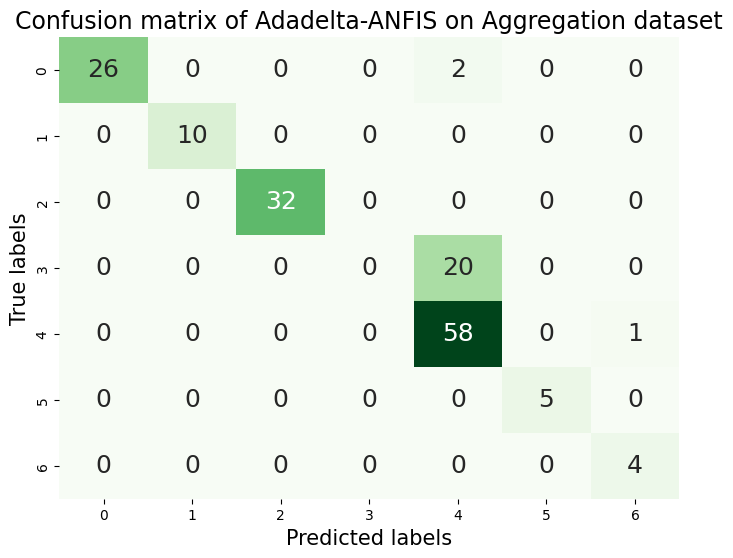 Confusion matrix of Adadelta-ANFIS on Aggregation dataset
0 26 0 0 0 2 0 0
1 0 10 0 0 0 0 0
2 0 0 32 0 0 0 0
3 0 0 0 0 20 0 0
4 0 0 0 0 58 0 1
5 0 0 0 0 0 5 0
6 0 0 0 0 0 0 4
True labels
0 1 2 3 4 5 6
Predicted labels